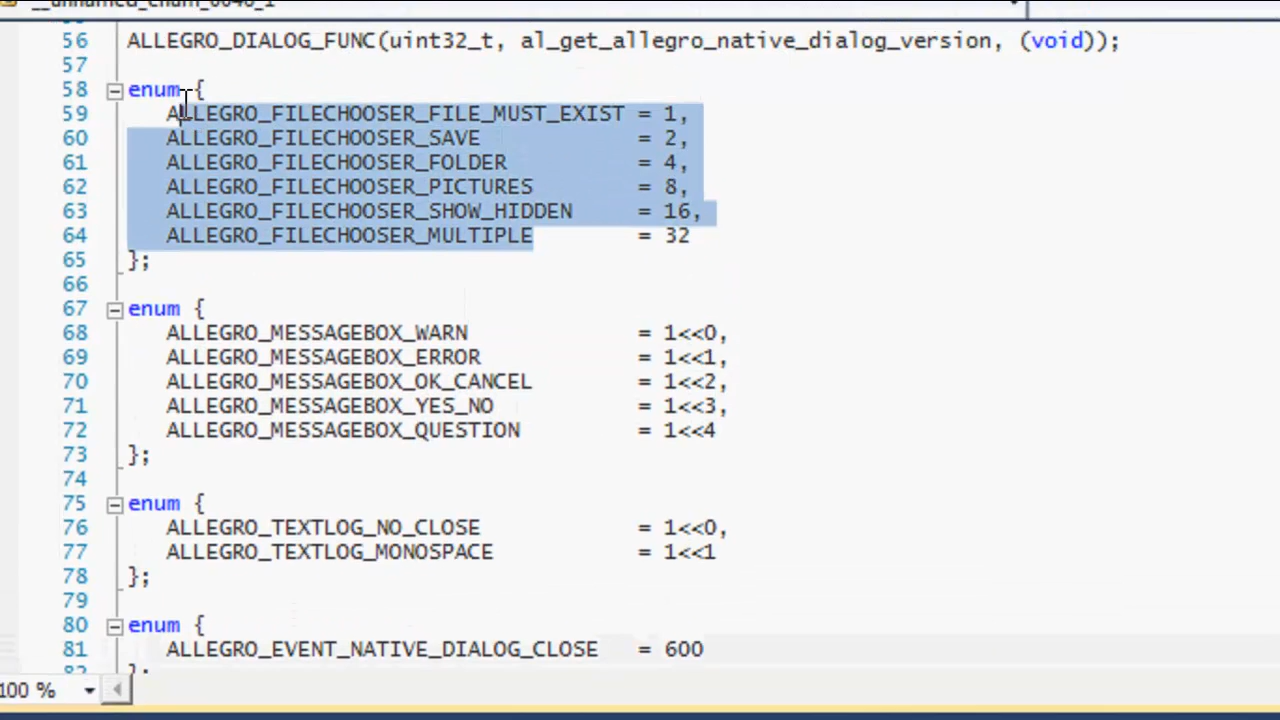 56 ALLEGRO_DIALOG_FUNC(uint32_t, al_get_allegro_native_dialog_version, (void));
57
58 enum {
59 ALLEGRO_FILECHOOSER_FILE_MUST_EXIST = 1,
60 ALLEGRO_FILECHOOSER_SAVE = 2,
61 ALLEGRO_FILECHOOSER_FOLDER = 4,
62 ALLEGRO_FILECHOOSER_PICTURES = 8,
63 ALLEGRO_FILECHOOSER_SHOW_HIDDEN = 16,
64 ALLEGRO_FILECHOOSER_MULTIPLE = 32
65 };
66
67 enum {
68 ALLEGRO_MESSAGEBOX_WARN = 1<<0,
69 ALLEGRO_MESSAGEBOX_ERROR = 1<<1,
70 ALLEGRO_MESSAGEBOX_OK_CANCEL = 1<<2,
71 ALLEGRO_MESSAGEBOX_YES_NO = 1<<3,
72 ALLEGRO_MESSAGEBOX_QUESTION = 1<<4
73 };
74
75 enum {
76 ALLEGRO_TEXTLOG_NO_CLOSE = 1<<0,
77 ALLEGRO_TEXTLOG_MONOSPACE = 1<<1
78 };
79
80 enum {
81 ALLEGRO_EVENT_NATIVE_DIALOG_CLOSE = 600
82 };
100 %